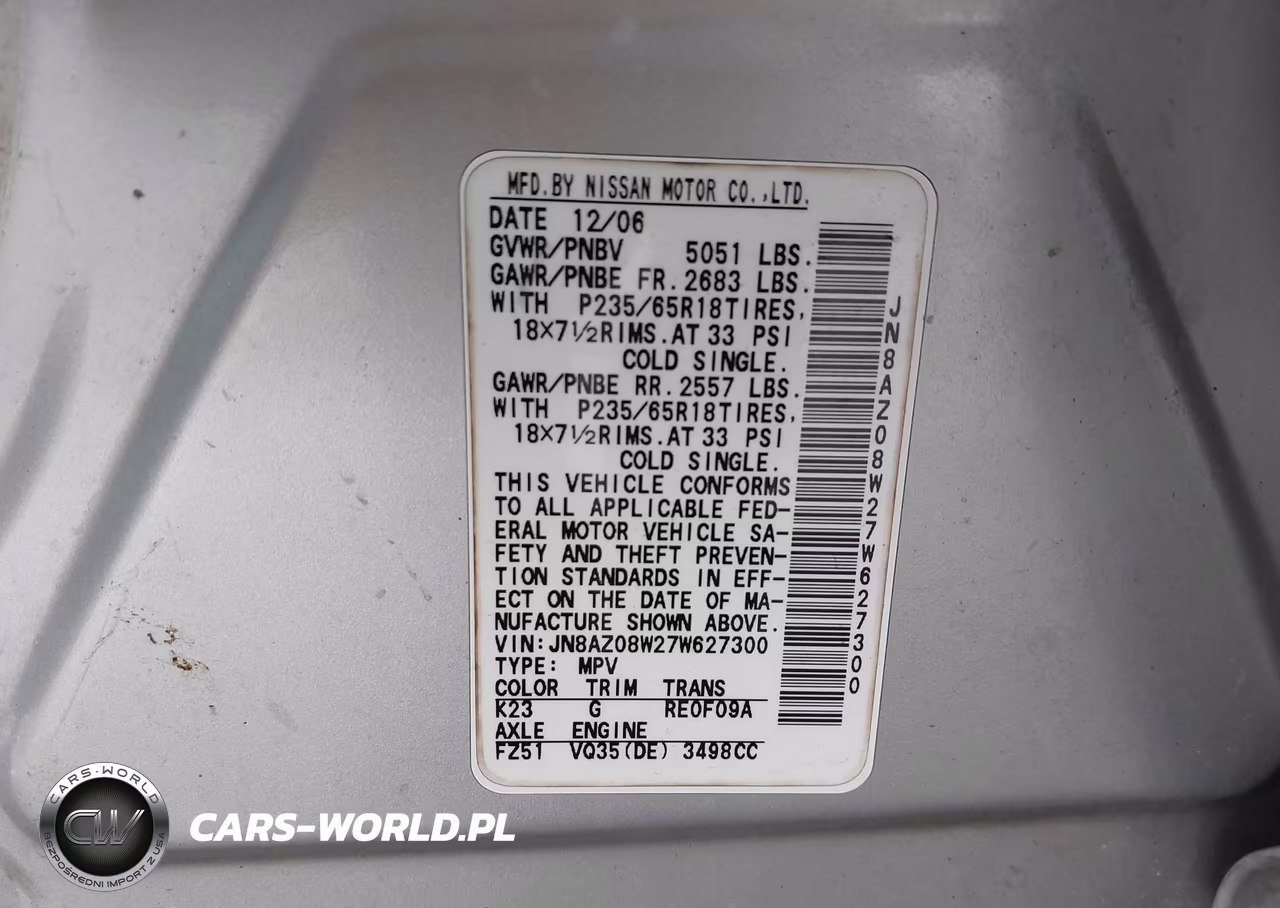 MFD.BY NISSAN MOTOR CO.,LTD.
DATE 12/06
GVWR/PNBV 5051 LBS.
GAWR/PNBE FR.2683 LBS.
WITH P235/65R18TIRES,
18×7½RIMS.AT 33 PSI
COLD SINGLE.
GAWR/PNBE RR.2557 LBS.
WITH P235/65R18TIRES,
18×7½RIMS.AT 33 PSI
COLD SINGLE.
THIS VEHICLE CONFORMS
TO ALL APPLICABLE FED-
ERAL MOTOR VEHICLE SA-
FETY AND THEFT PREVEN-
TION STANDARDS IN EFF-
ECT ON THE DATE OF MA-
NUFACTURE SHOWN ABOVE.
VIN:JN8AZ08W27W627300
TYPE: MPV
COLOR TRIM TRANS
K23 G RE0F09A
AXLE ENGINE
FZ51 VQ35(DE) 3498CC
JN8AZ08W27W627300
CARS-WORLD
CW
BEZPOŚREDNI IMPORT Z USA
CARS-WORLD.PL